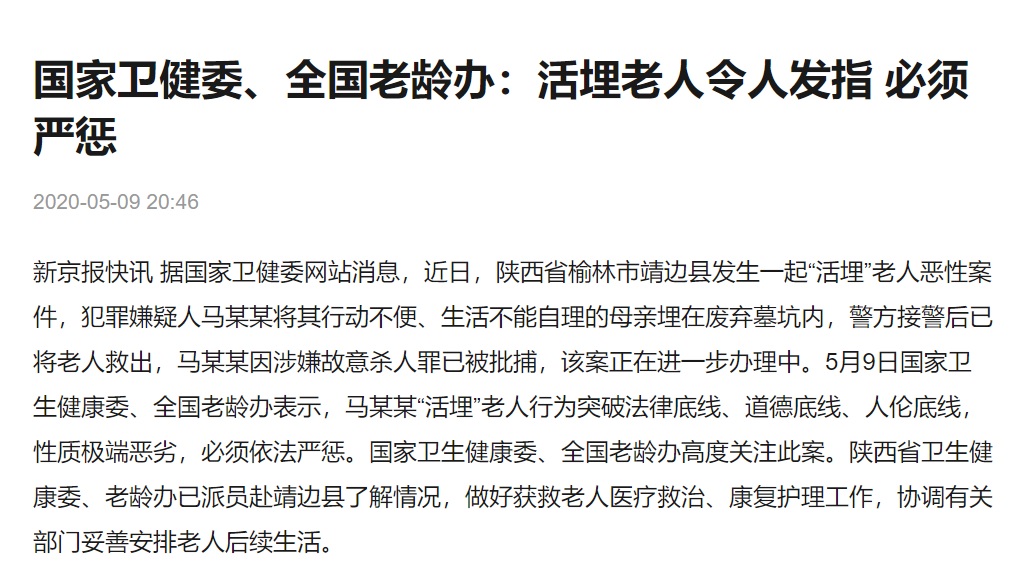 国家卫健委、全国老龄办：活埋老人令人发指 必须
严惩
2020-05-09 20:46
新京报快讯 据国家卫健委网站消息，近日，陕西省榆林市靖边县发生一起“活埋”老人恶性案
件，犯罪嫌疑人马某某将其行动不便、生活不能自理的母亲埋在废弃墓坑内，警方接警后已
将老人救出，马某某因涉嫌故意杀人罪已被批捕，该案正在进一步办理中。5月9日国家卫
生健康委、全国老龄办表示，马某某“活埋”老人行为突破法律底线、道德底线、人伦底线，
性质极端恶劣，必须依法严惩。国家卫生健康委、全国老龄办高度关注此案。陕西省卫生健
康委、老龄办已派员赴靖边县了解情况，做好获救老人医疗救治、康复护理工作，协调有关
部门妥善安排老人后续生活。